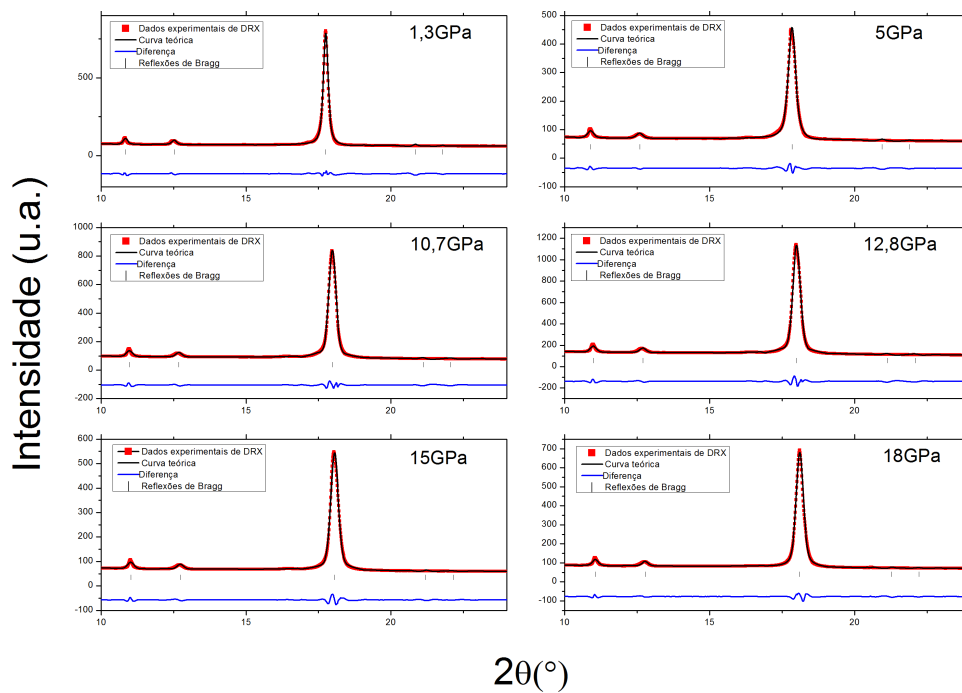 Dados experimentais de DRX
Curva teórica
Diferença
Reflexões de Bragg
1,3GPa
500
0
10
15
20
Dados experimentais de DRX
Curva teórica
Diferença
Reflexões de Bragg
5GPa
500
400
300
200
100
0
-100
10
15
20
Dados experimentais de DRX
Curva teórica
Diferença
Reflexões de Bragg
10,7GPa
1000
800
600
400
200
0
-200
10
15
20
Dados experimentais de DRX
Curva teórica
Diferença
Reflexões de Bragg
12,8GPa
1200
1000
800
600
400
200
0
-200
10
15
20
Dados experimentais de DRX
Curva teórica
Diferença
Reflexões de Bragg
15GPa
600
500
400
300
200
100
0
-100
10
15
20
Dados experimentais de DRX
Curva teórica
Diferença
Reflexões de Bragg
18GPa
700
600
500
400
300
200
100
0
-100
10
15
20
Intensidade (u.a.)
2θ(°)